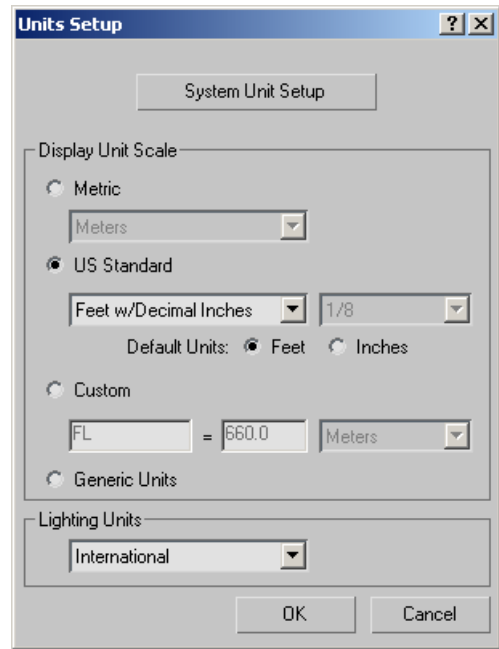 Units Setup
System Unit Setup
Display Unit Scale
Metric
Meters
US Standard
Feet w/Decimal Inches 1/8
Default Units: Feet Inches
Custom
FL = 660.0 Meters
Generic Units
Lighting Units
International
OK Cancel